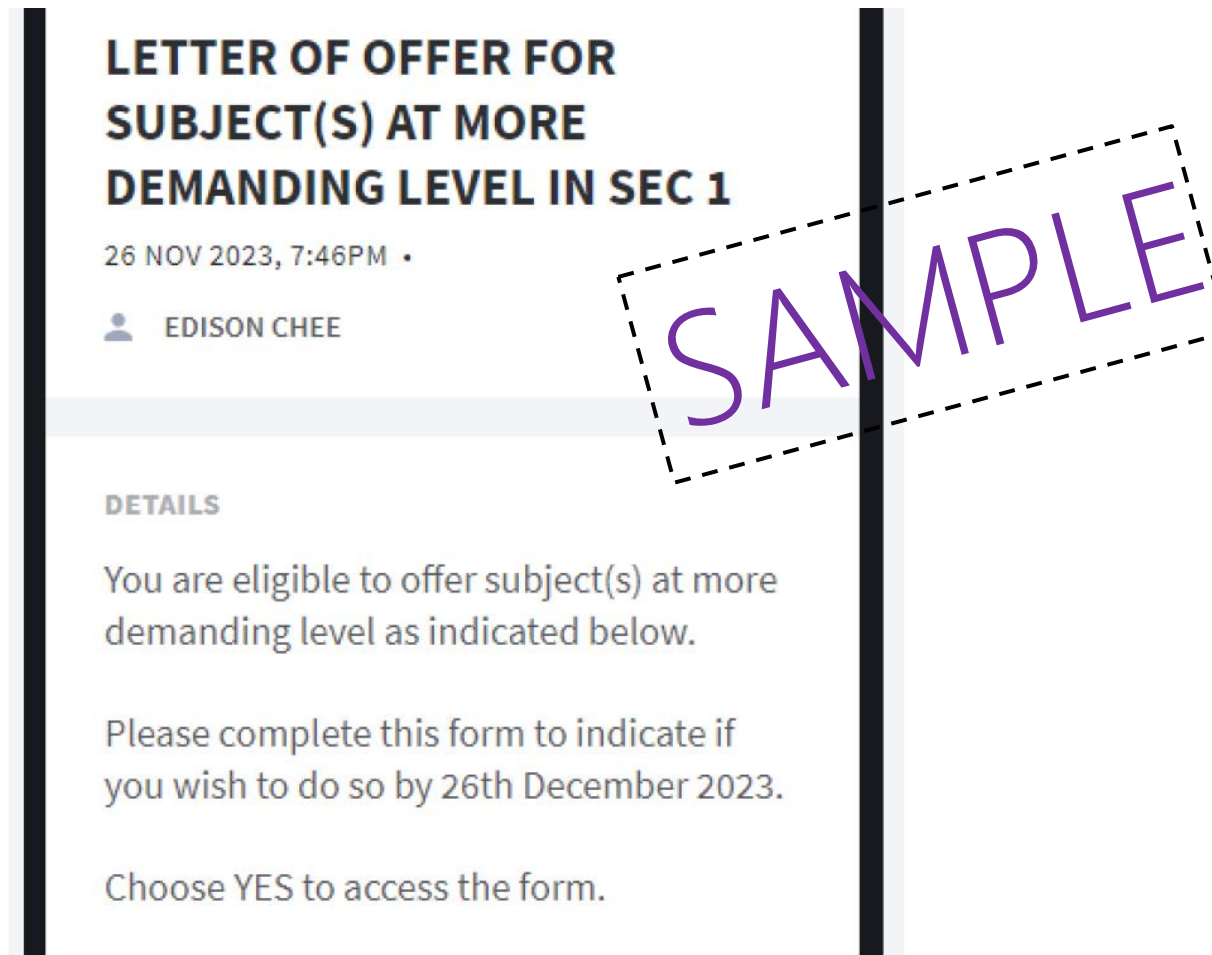 LETTER OF OFFER FOR
SUBJECT(S) AT MORE
DEMANDING LEVEL IN SEC 1
26 NOV 2023, 7:46PM •
EDISON CHEE
SAMPLE
DETAILS
You are eligible to offer subject(s) at more
demanding level as indicated below.
Please complete this form to indicate if
you wish to do so by 26th December 2023.
Choose YES to access the form.